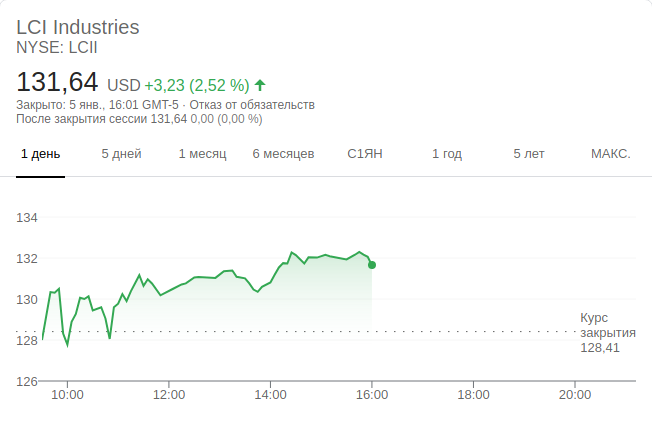 LCI Industries
NYSE: LCII
131,64 USD +3,23 (2,52 %)
Закрыто: 5 янв., 16:01 GMT-5 · Отказ от обязательств
После закрытия сессии 131,64 0,00 (0,00 %)
1 день 5 дней 1 месяц 6 месяцев С1ЯН 1 год 5 лет МАКС.
134
132
130
Курс
закрытия
128,41
128
126
10:00 12:00 14:00 16:00 18:00 20:00